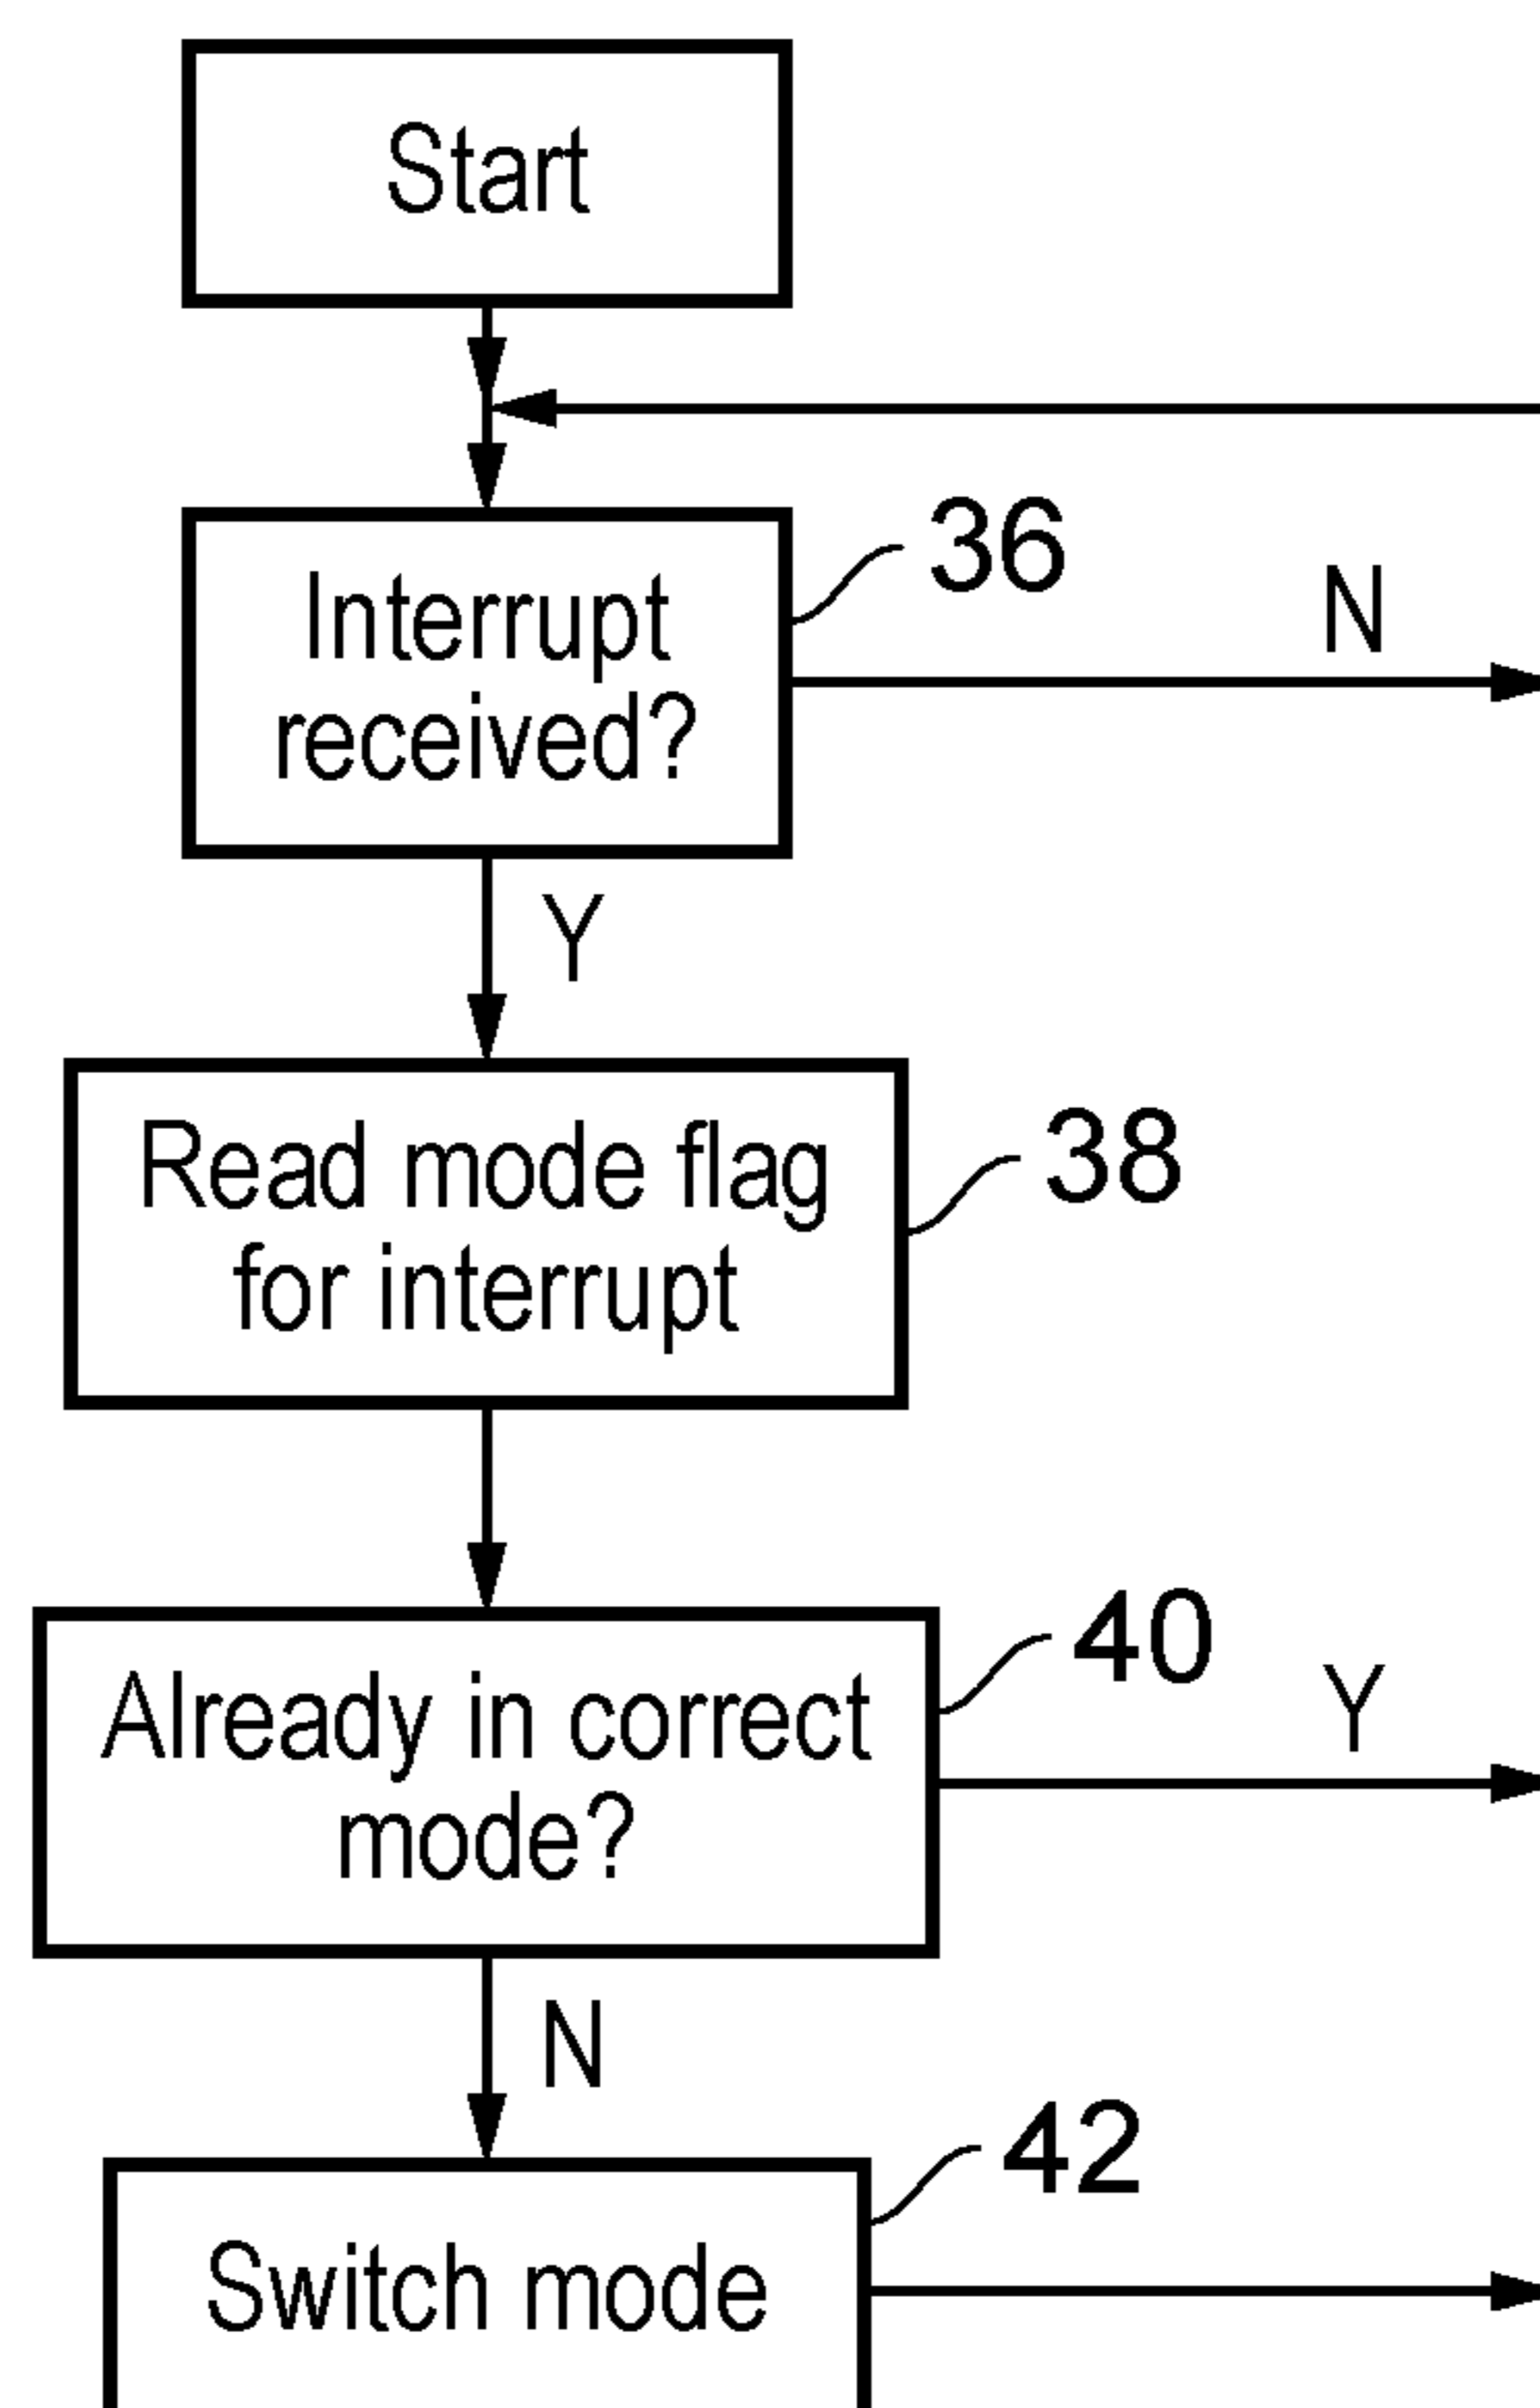 Start
Interrupt
received?
36
N
Y
Read mode flag
for interrupt
38
Already in correct
mode?
40
Y
N
Switch mode
42